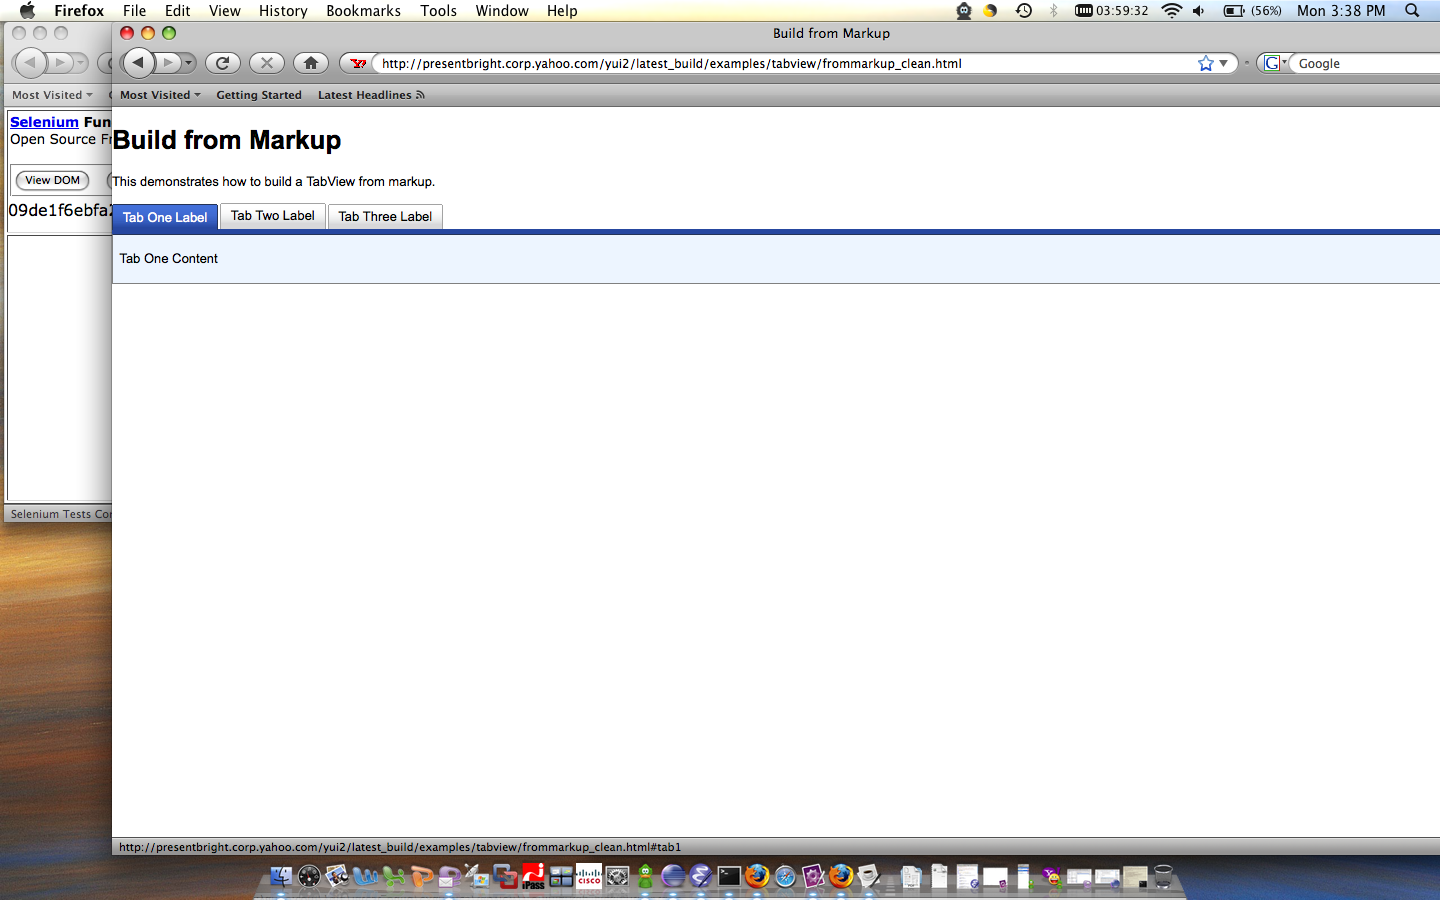 Firefox File Edit View History Bookmarks Tools Window Help 03:59:32 (56%) Mon 3:38 PM
Build from Markup
http://presentbright.corp.yahoo.com/yui2/latest_build/examples/tabview/frommarkup_clean.html Google
Most Visited
Most Visited Getting Started Latest Headlines
Selenium Fun
Open Source Fr
View DOM
09de1f6ebfa
Selenium Tests Cor
Build from Markup
This demonstrates how to build a TabView from markup.
Tab One Label Tab Two Label Tab Three Label
Tab One Content
http://presentbright.corp.yahoo.com/yui2/latest_build/examples/tabview/frommarkup_clean.html#tab1
iPass
CISCO